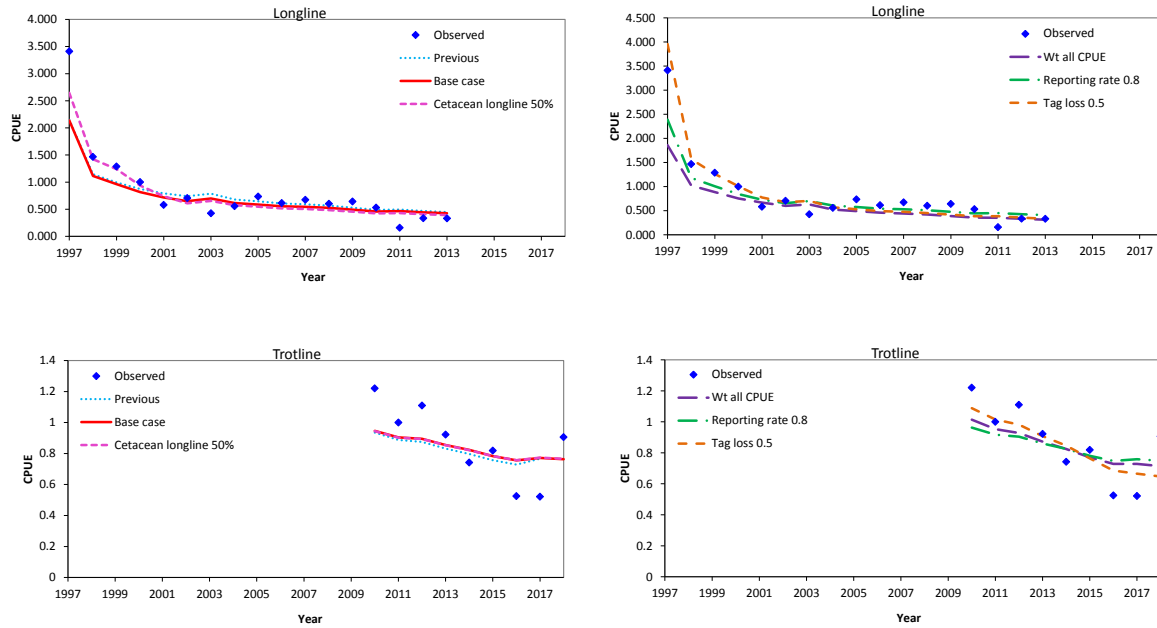 Longline
4.000
3.500
3.000
2.500
2.000
1.500
1.000
0.500
0.000
CPUE
Observed
Previous
Base case
Cetacean longline 50%
1997 1999 2001 2003 2005 2007 2009 2011 2013 2015 2017
Year
Longline
4.500
4.000
3.500
3.000
2.500
2.000
1.500
1.000
0.500
0.000
CPUE
Observed
Wt all CPUE
Reporting rate 0.8
Tag loss 0.5
1997 1999 2001 2003 2005 2007 2009 2011 2013 2015 2017
Year
Trotline
1.4
1.2
1
0.8
0.6
0.4
0.2
0
CPUE
Observed
Previous
Base case
Cetacean longline 50%
1997 1999 2001 2003 2005 2007 2009 2011 2013 2015 2017
Year
Trotline
1.4
1.2
1
0.8
0.6
0.4
0.2
0
CPUE
Observed
Wt all CPUE
Reporting rate 0.8
Tag loss 0.5
1997 1999 2001 2003 2005 2007 2009 2011 2013 2015 2017
Year